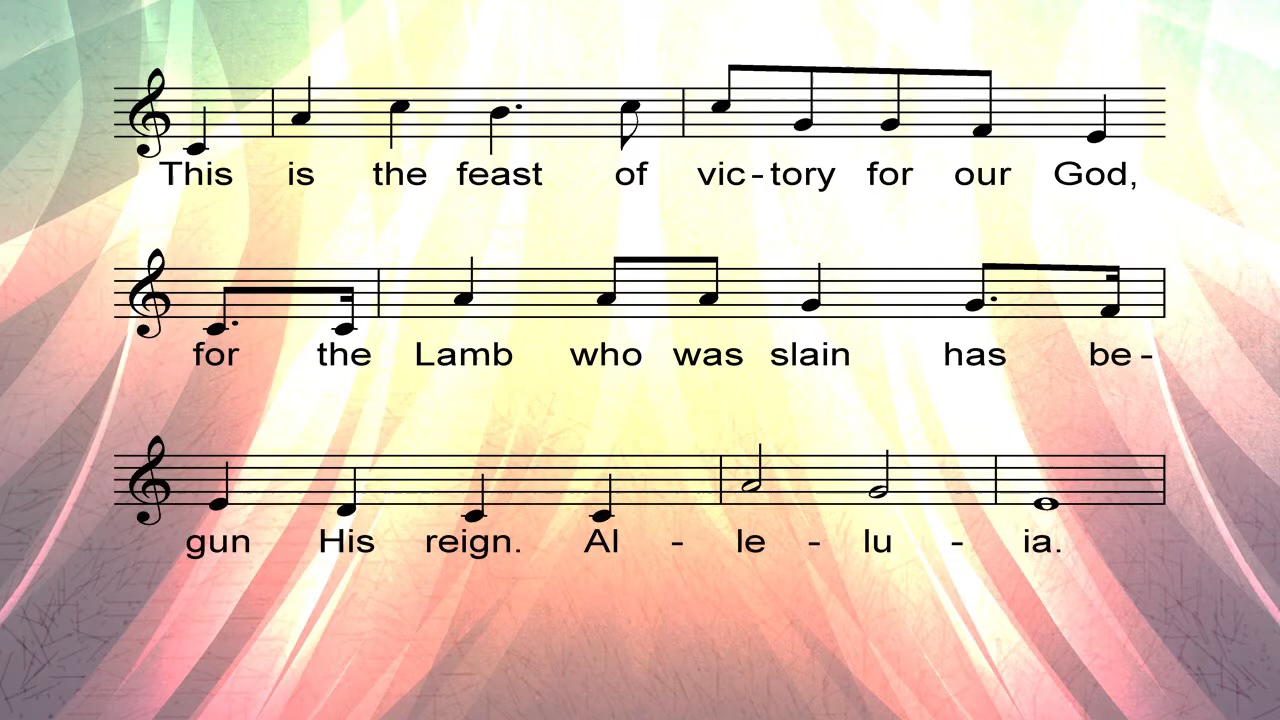 This is the feast of vic-tory for our God,
for the Lamb who was slain has be-
gun His reign. Al - le - lu - ia.